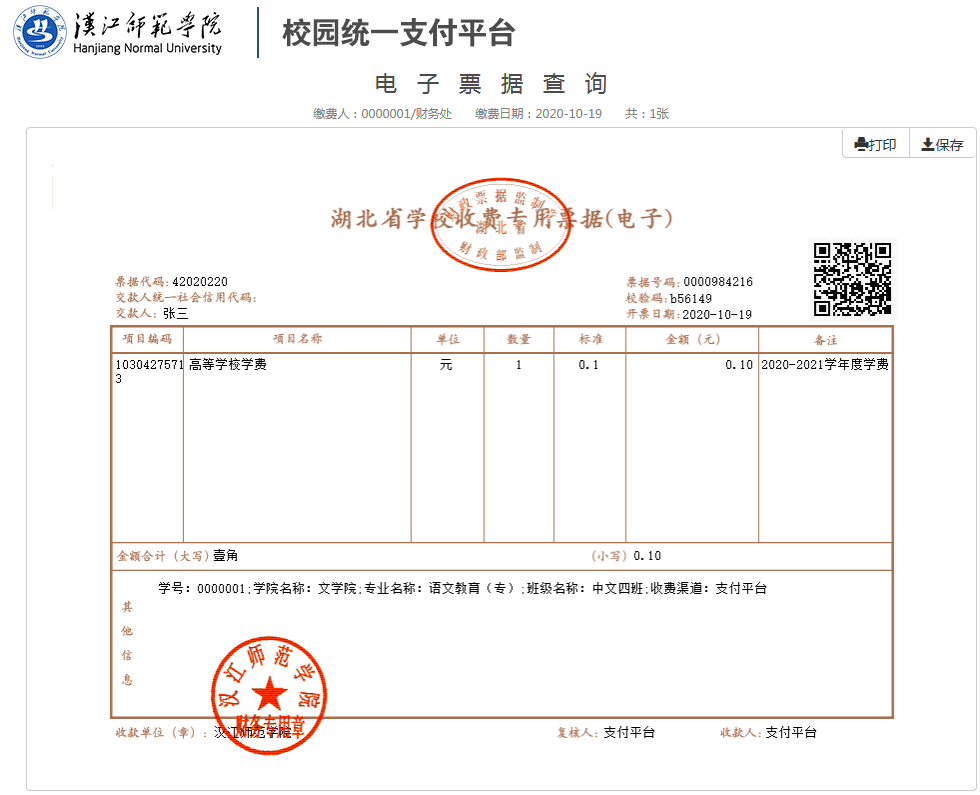 漢江师範學院
Hanjiang Normal University
校园统一支付平台
电子票据查询
缴费人：0000001/财务处 缴费日期：2020-10-19 共：1张
打印 保存
财政票据监制章
湖北省学校收费专用票据(电子)
湖北省
财政部监制
票据代码: 42020220 票据号码: 0000984216
交款人统一社会信用代码: 校验码: b56149
交款人: 张三 开票日期: 2020-10-19
项目编码 项目名称 单位 数量 标准 金额（元） 备注
1030427571 高等学校学费 元 1 0.1 0.10 2020-2021学年度学费
3
金额合计（大写）壹角 （小写）0.10
学号: 0000001;学院名称: 文学院;专业名称: 语文教育（专）;班级名称: 中文四班;收费渠道: 支付平台
其
他
信
息
汉江师范学院
财务专用章
收款单位（章）: 汉江师范学院 复核人: 支付平台 收款人: 支付平台